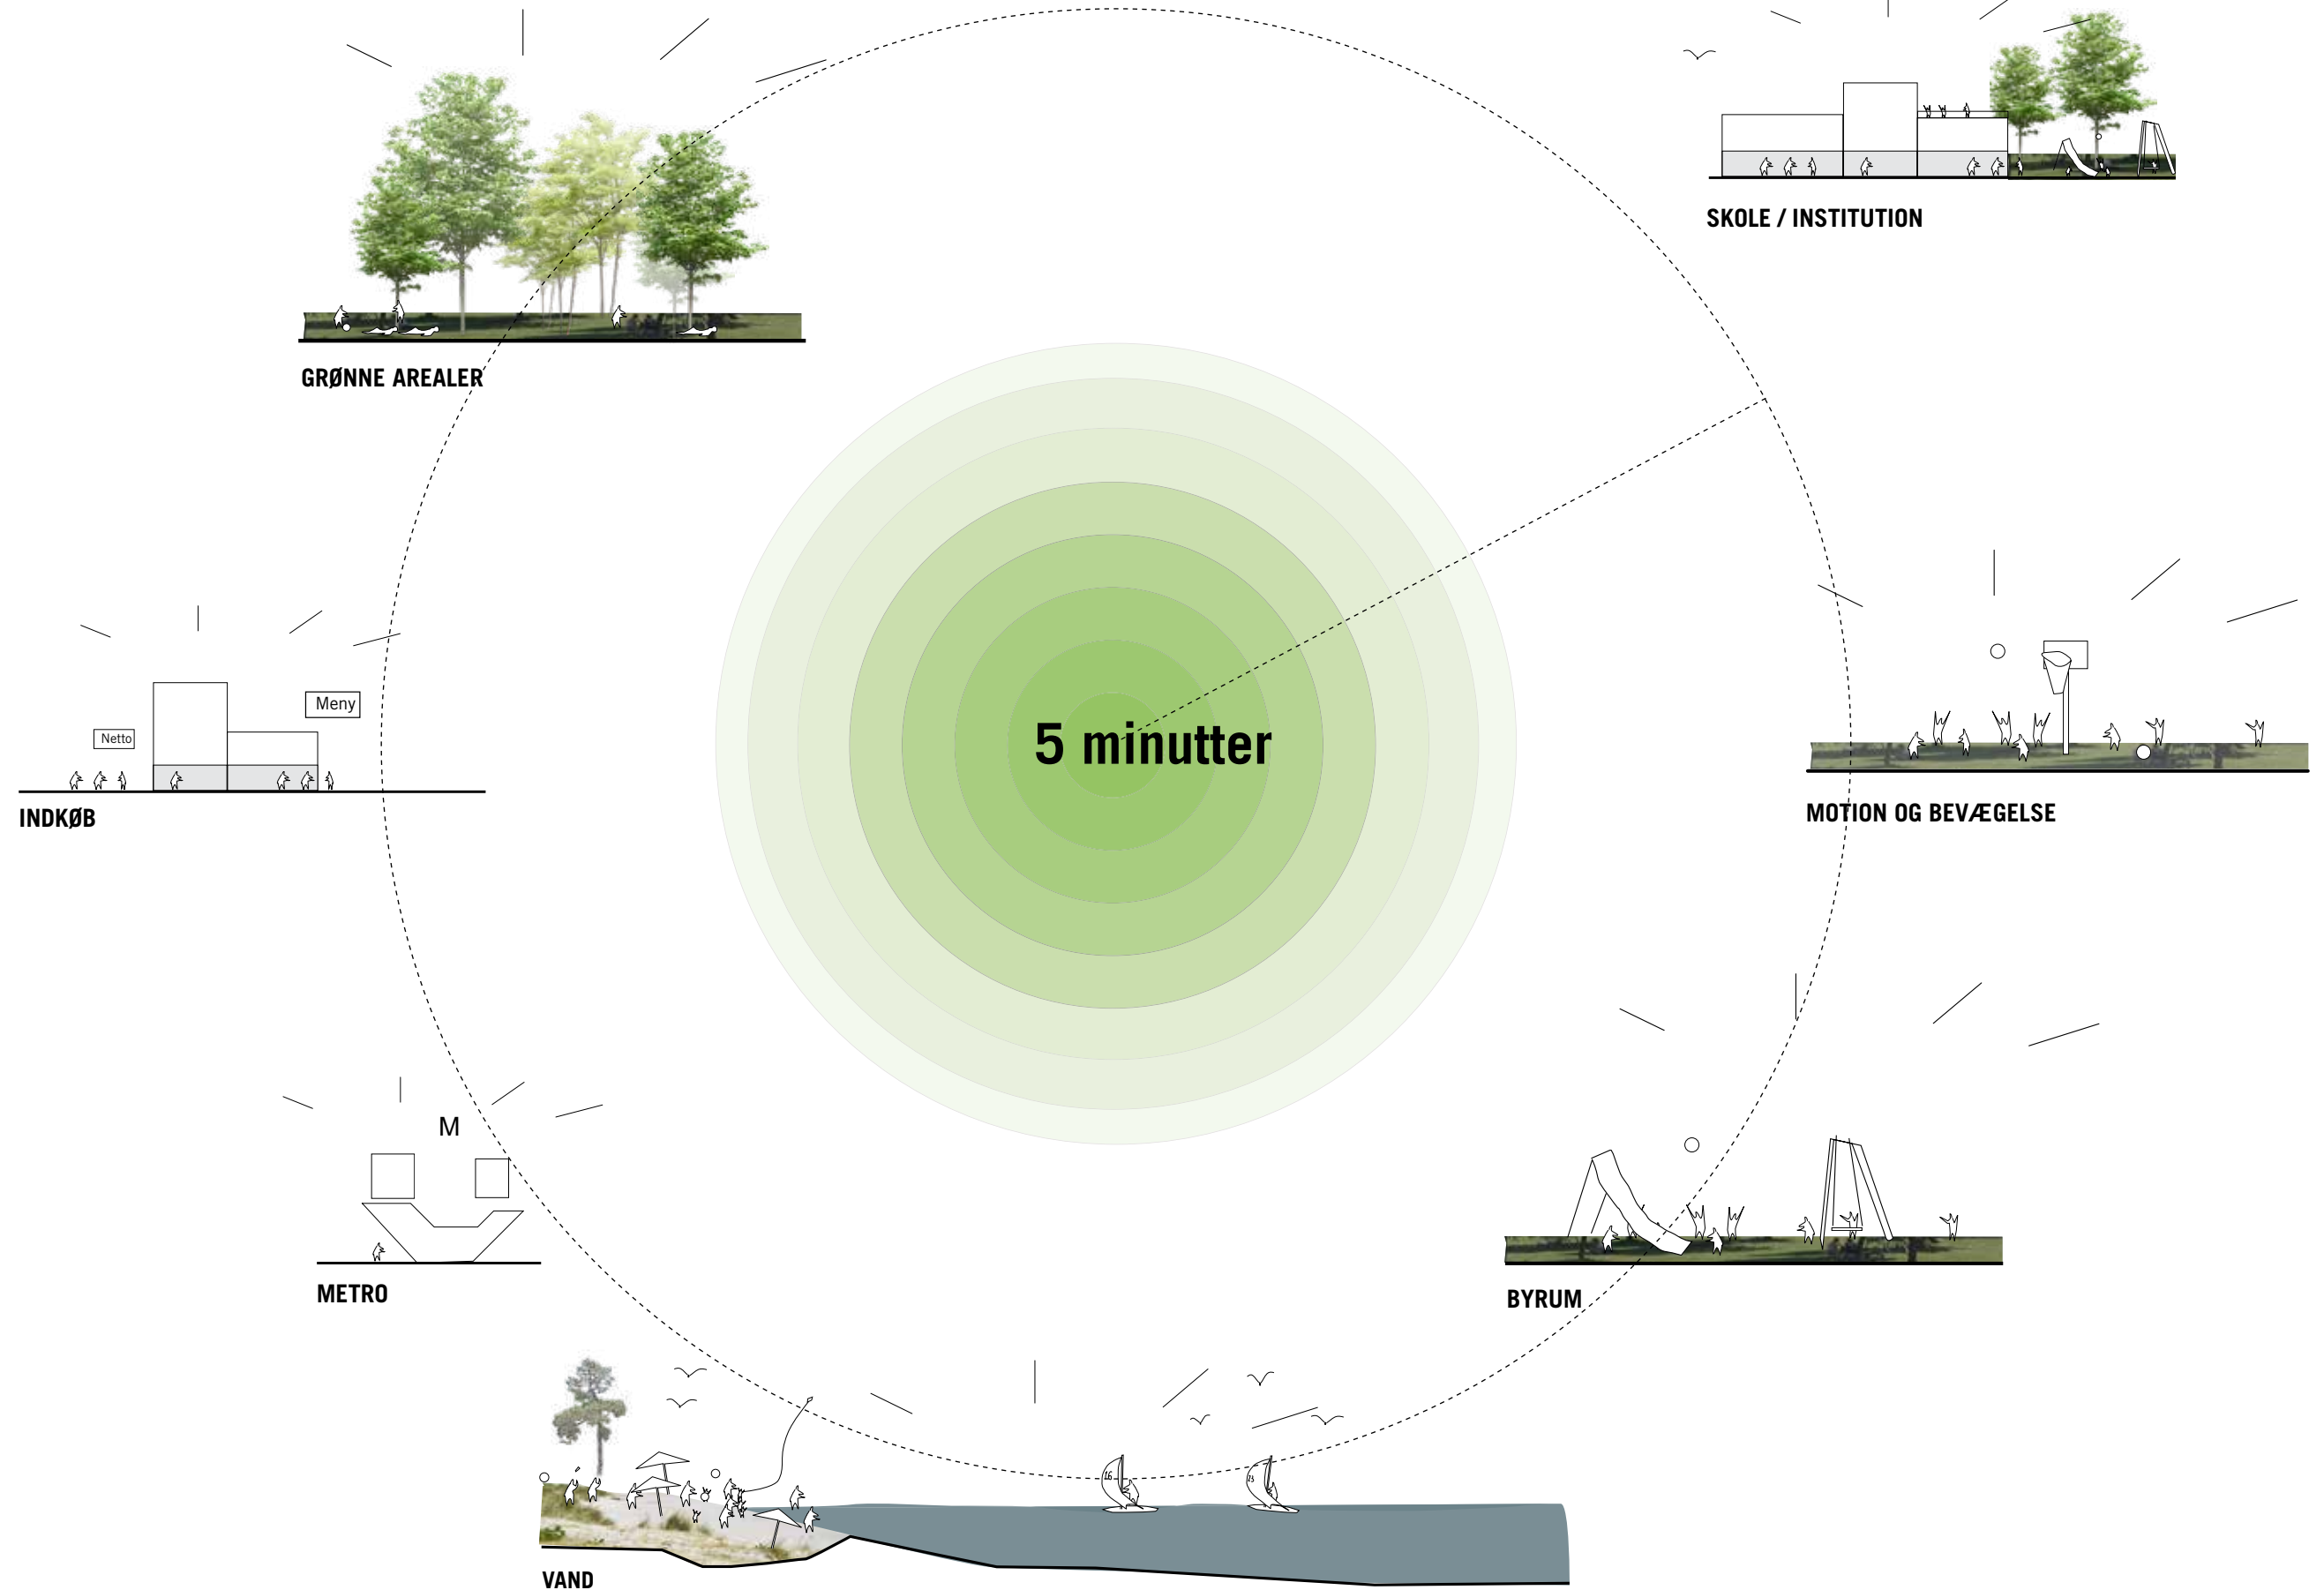 SKOLE / INSTITUTION
GRØNNE AREALER
Meny
Netto
5 minutter
INDKØB
MOTION OG BEVÆGELSE
M
METRO
BYRUM
VAND